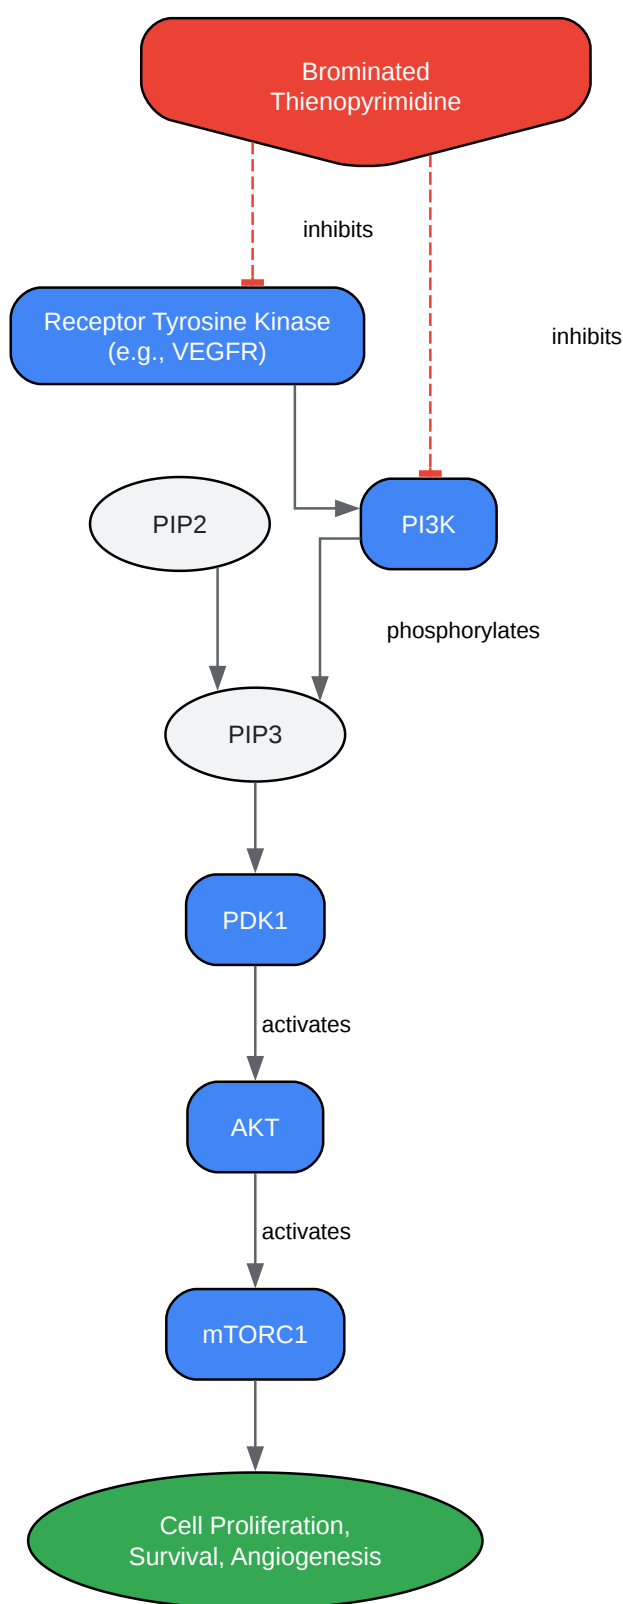 Brominated
Thienopyrimidine
inhibits
Receptor Tyrosine Kinase
(e.g., VEGFR)
inhibits
PIP2
PI3K
phosphorylates
PIP3
PDK1
activates
AKT
activates
mTORC1
Cell Proliferation,
Survival, Angiogenesis